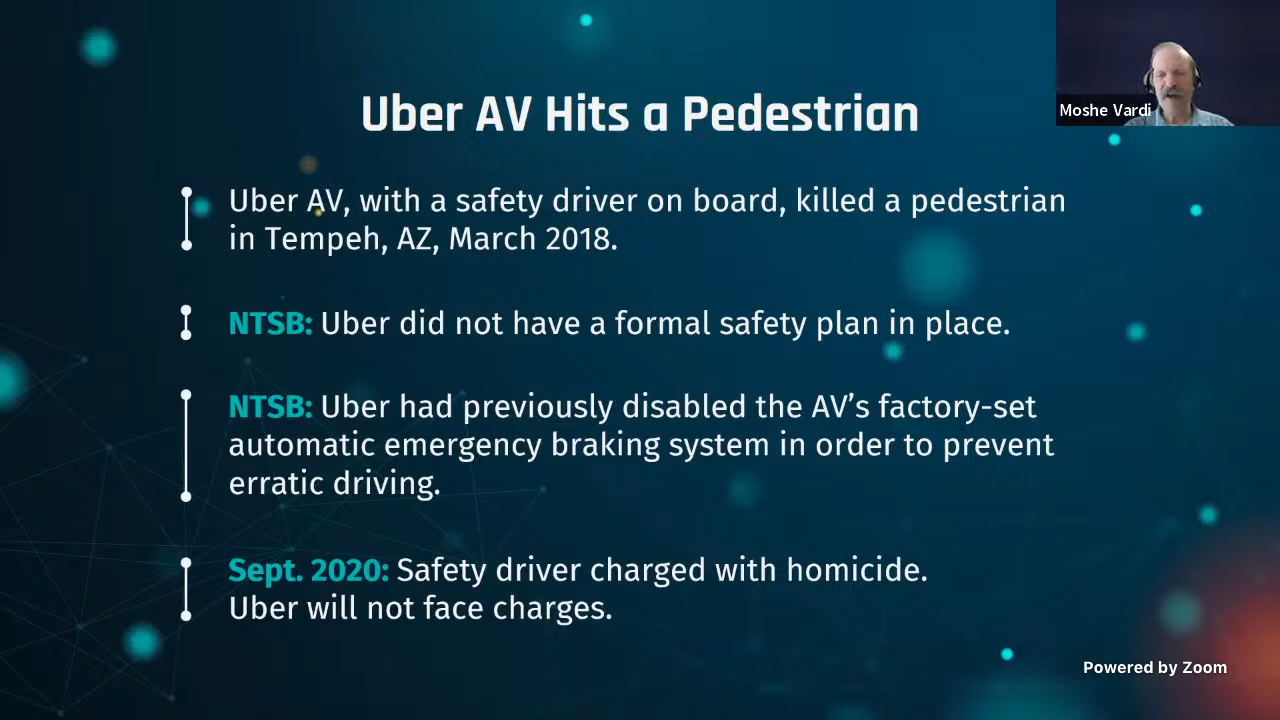 Uber AV Hits a Pedestrian
Moshe Vardi
Uber AV, with a safety driver on board, killed a pedestrian
in Tempeh, AZ, March 2018.
NTSB: Uber did not have a formal safety plan in place.
NTSB: Uber had previously disabled the AV’s factory-set
automatic emergency braking system in order to prevent
erratic driving.
Sept. 2020: Safety driver charged with homicide.
Uber will not face charges.
Powered by Zoom